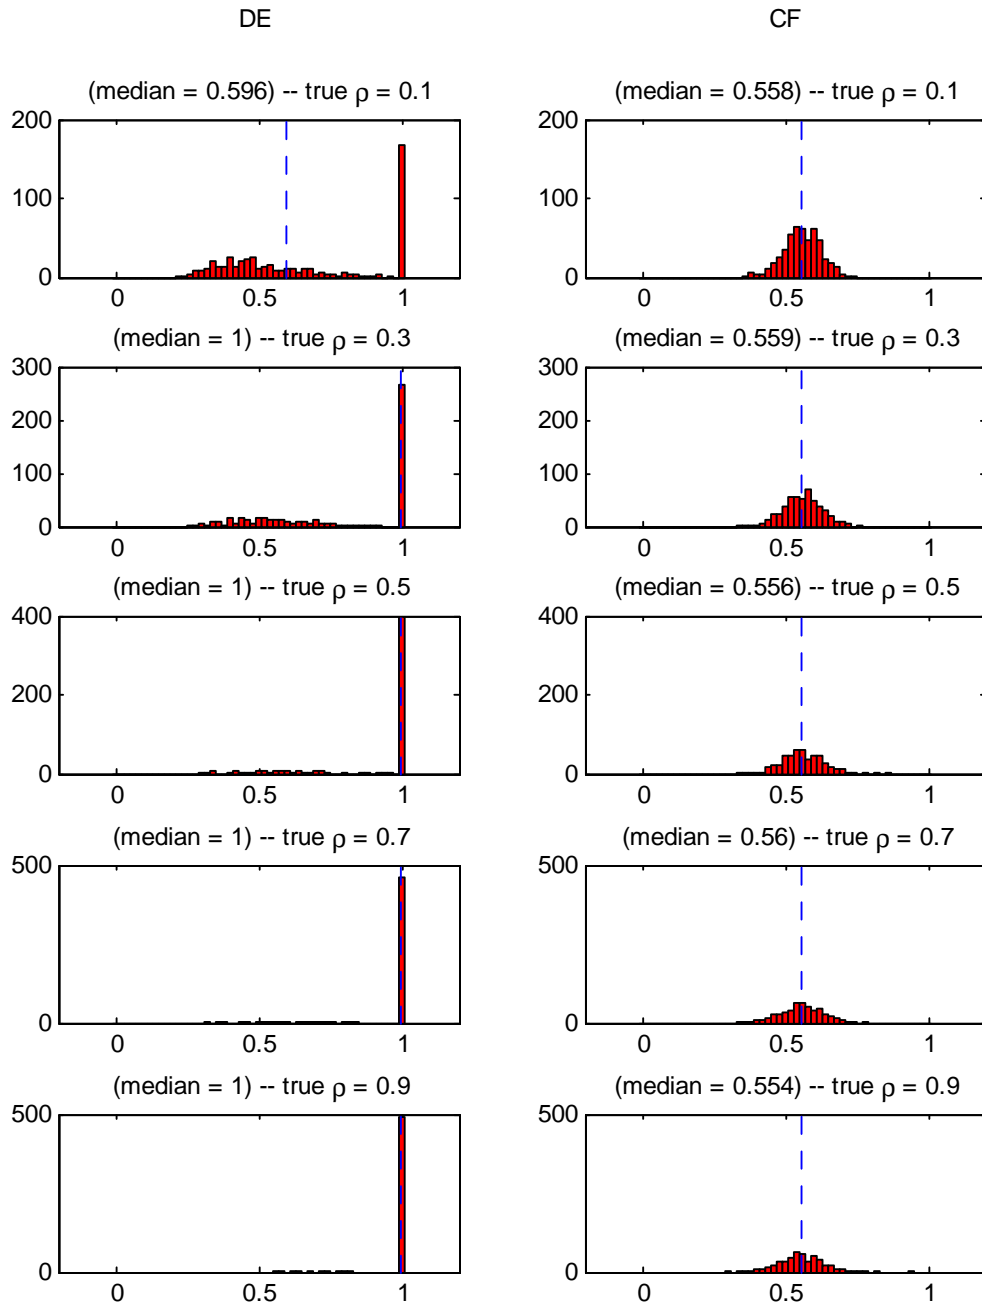 DE CF
(median = 0.596) -- true ρ = 0.1 (median = 0.558) -- true ρ = 0.1
200 200
100 100
0 0
0 0.5 1 0 0.5 1
(median = 1) -- true ρ = 0.3 (median = 0.559) -- true ρ = 0.3
300 300
200 200
100 100
0 0
0 0.5 1 0 0.5 1
(median = 1) -- true ρ = 0.5 (median = 0.556) -- true ρ = 0.5
400 400
200 200
0 0
0 0.5 1 0 0.5 1
(median = 1) -- true ρ = 0.7 (median = 0.56) -- true ρ = 0.7
500 500
0 0
0 0.5 1 0 0.5 1
(median = 1) -- true ρ = 0.9 (median = 0.554) -- true ρ = 0.9
500 500
0 0
0 0.5 1 0 0.5 1